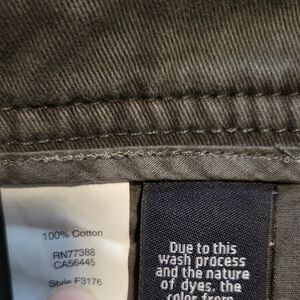 100% Cotton
RN77388
CA56445
Style F3176
Due to this
wash process
and the nature
of dyes, the
color from